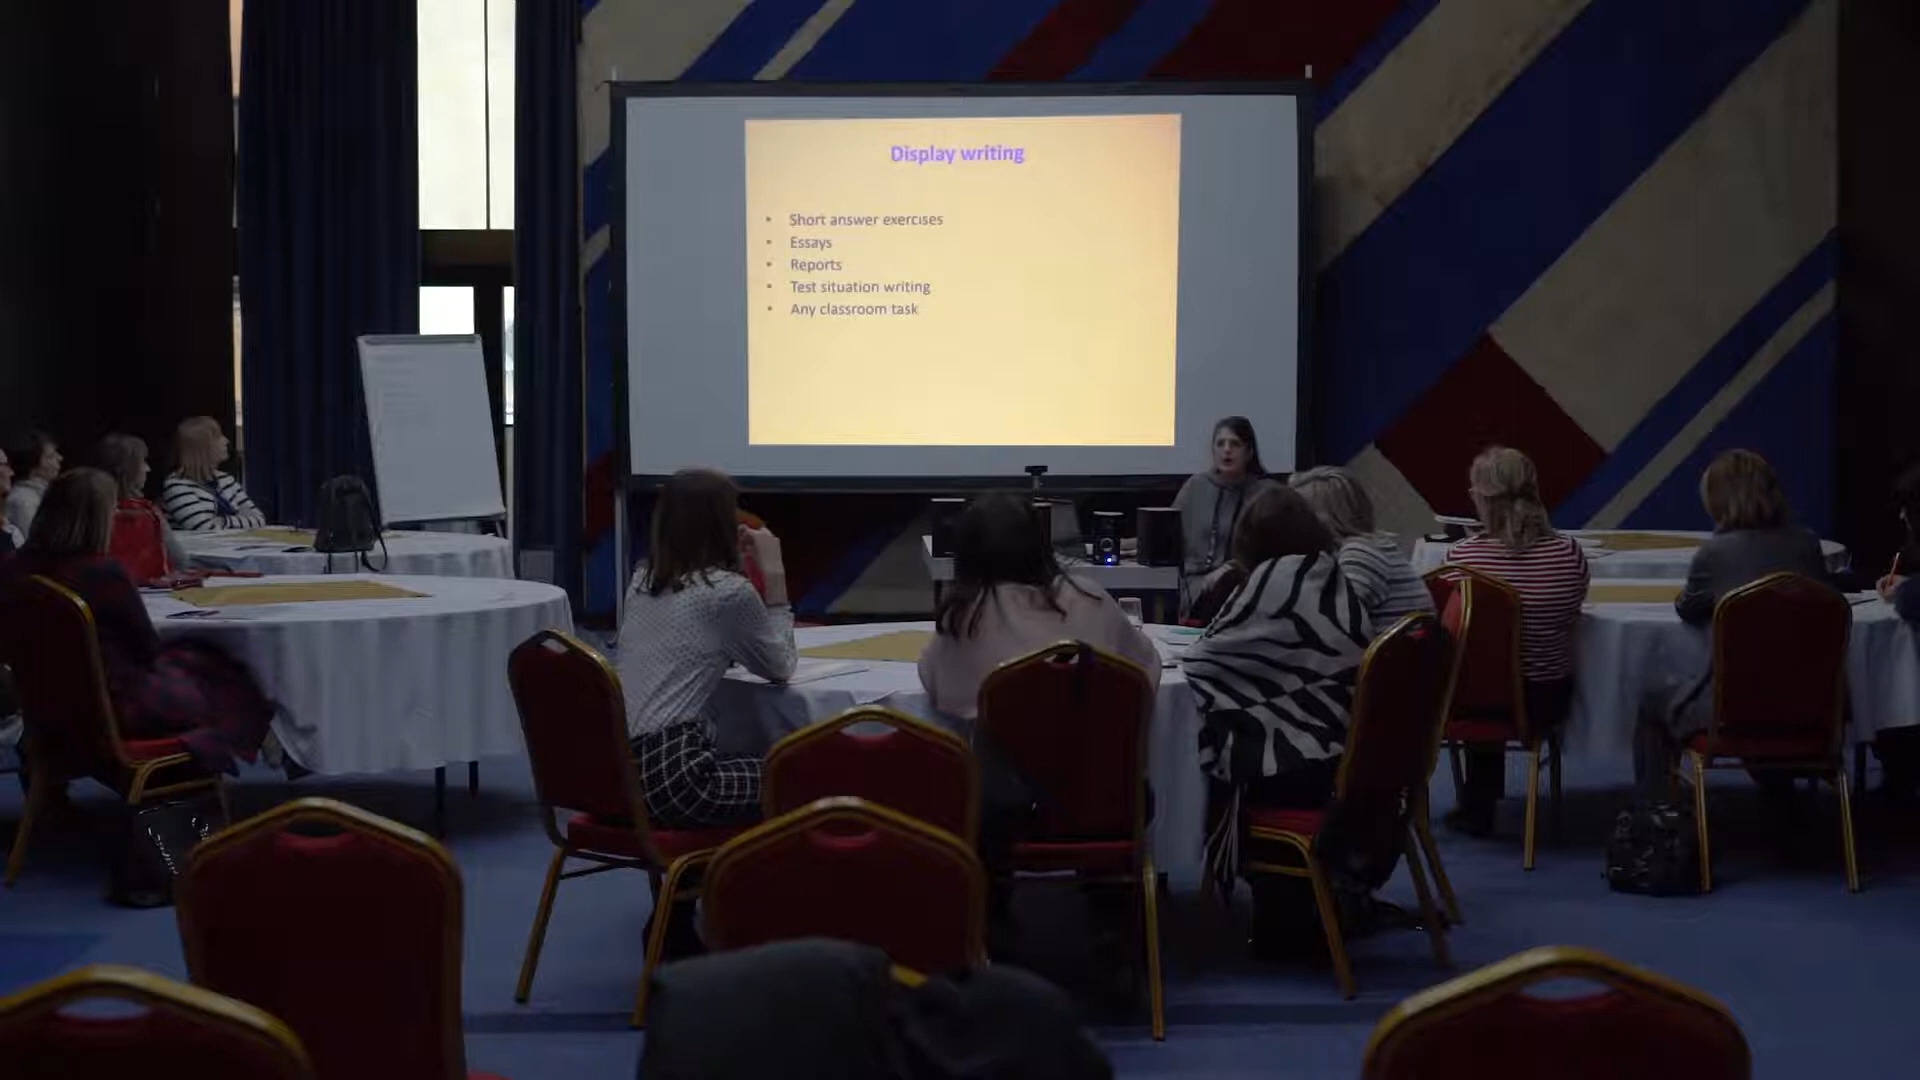 Display writing
• Short answer exercises
• Essays
• Reports
• Test situation writing
• Any classroom task